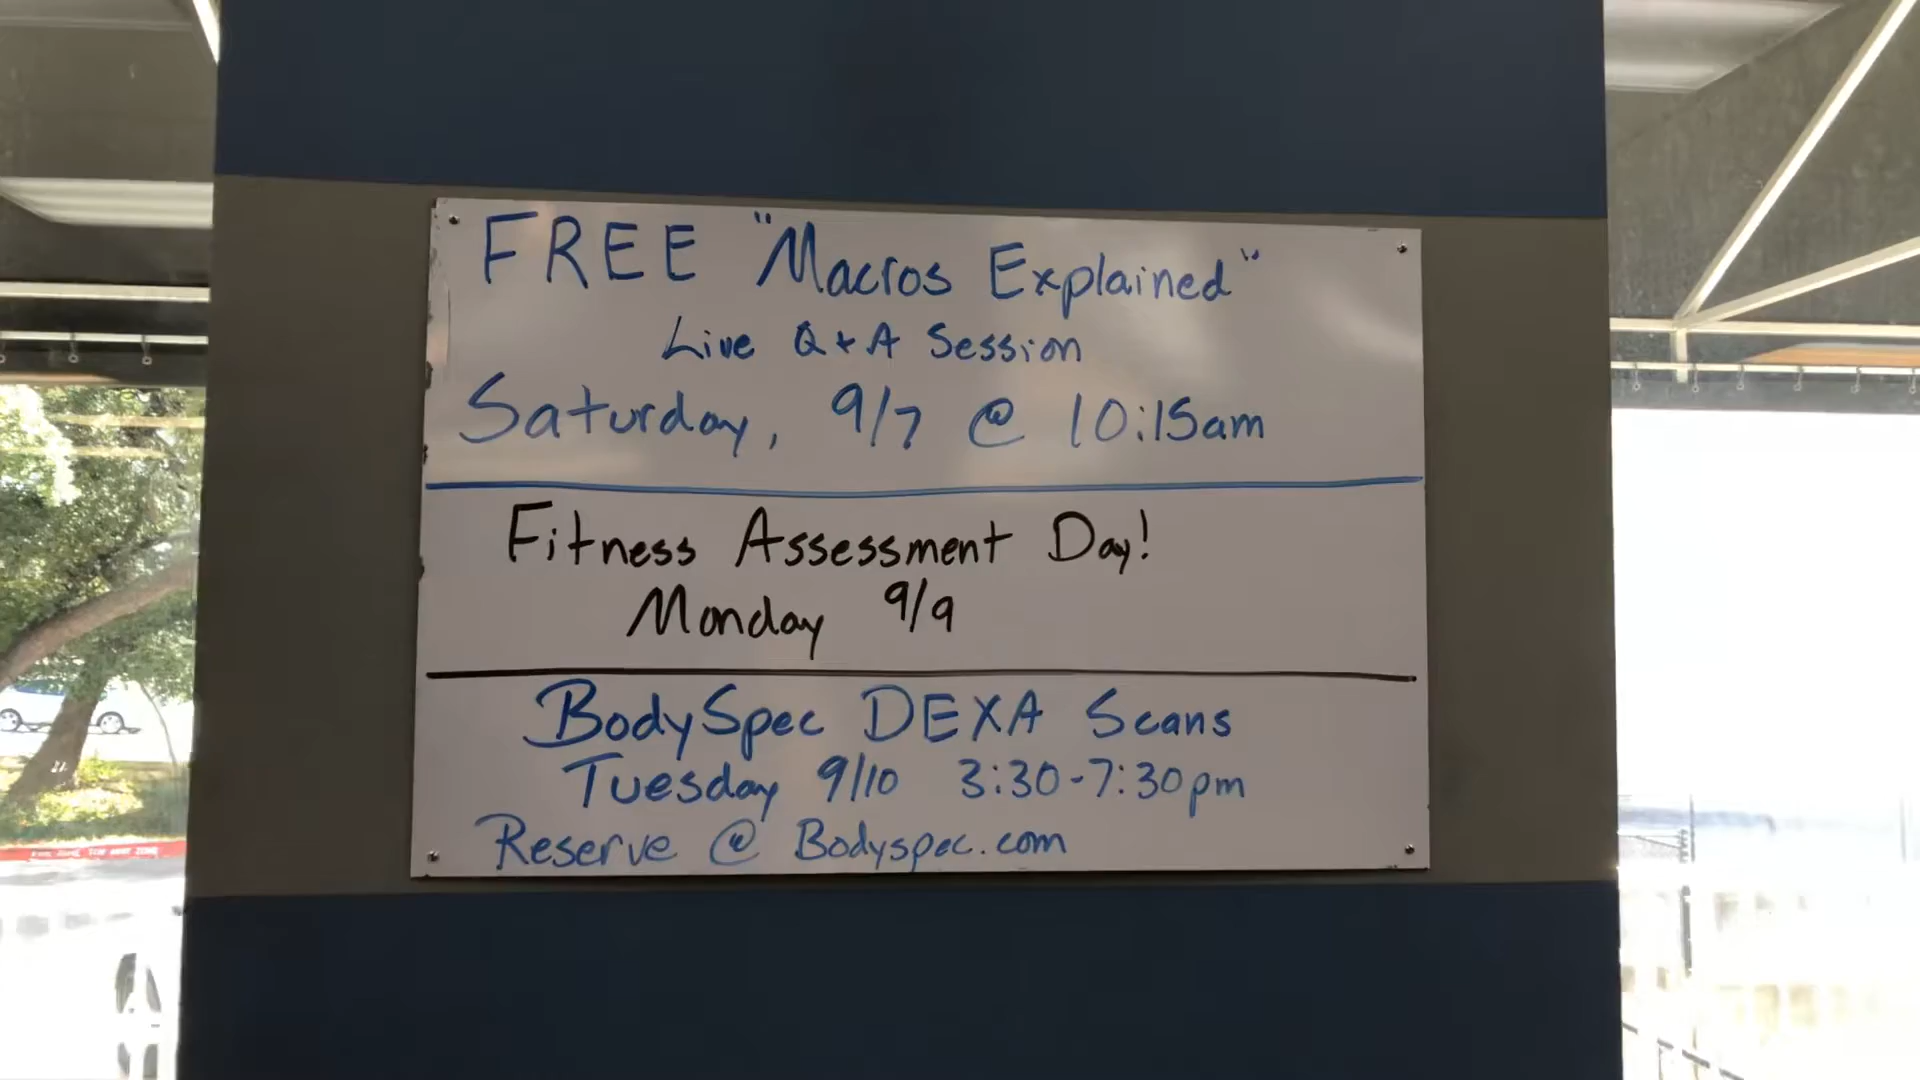 FREE "Macros Explained"
Live Q+A Session
Saturday, 9/7 @ 10:15am
Fitness Assessment Day!
Monday 9/9
BodySpec DEXA Scans
Tuesday 9/10 3:30-7:30pm
Reserve @ Bodyspec.com